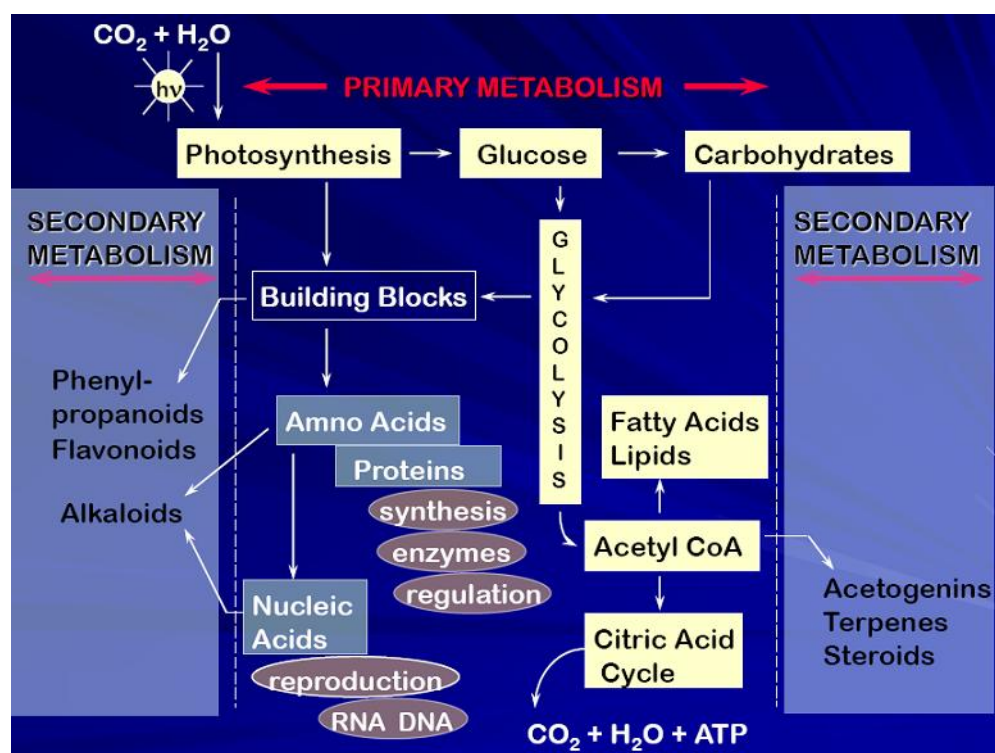 CO₂ + H₂O
hν
PRIMARY METABOLISM
Photosynthesis
Glucose
Carbohydrates
SECONDARY
METABOLISM
SECONDARY
METABOLISM
GLYCOLYSIS
Building Blocks
Phenyl-
propanoids
Flavonoids
Amno Acids
Proteins
Fatty Acids
Lipids
Alkaloids
synthesis
enzymes
regulation
Acetyl CoA
Nucleic
Acids
Acetogenins
Terpenes
Steroids
Citric Acid
Cycle
reproduction
RNA DNA
CO₂ + H₂O + ATP